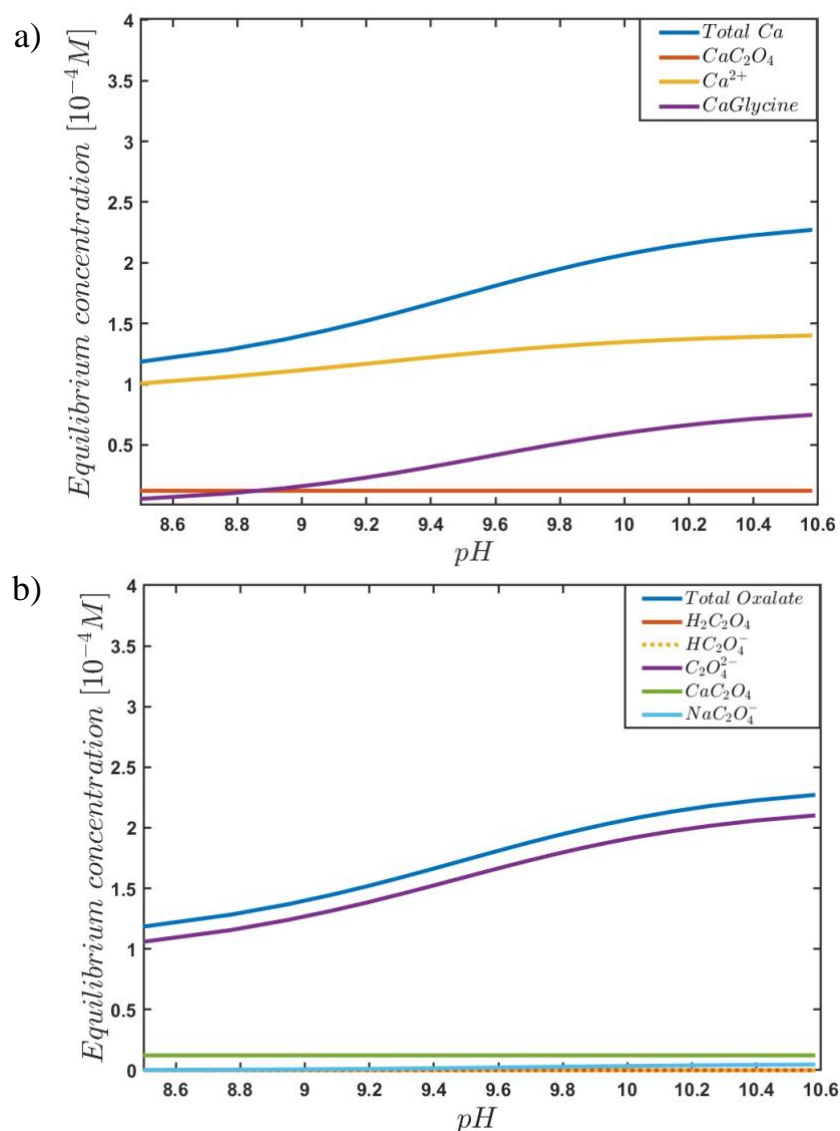 a)
Equilibrium concentration [10⁻⁴M]
4
3.5
3
2.5
2
1.5
1
0.5
Total Ca
CaC₂O₄
Ca²⁺
CaGlycine
8.6 8.8 9 9.2 9.4 9.6 9.8 10 10.2 10.4 10.6
pH
b)
Equilibrium concentration [10⁻⁴M]
4
3.5
3
2.5
2
1.5
1
0.5
0
Total Oxalate
H₂C₂O₄
HC₂O₄⁻
C₂O₄²⁻
CaC₂O₄
NaC₂O₄⁻
8.6 8.8 9 9.2 9.4 9.6 9.8 10 10.2 10.4 10.6
pH